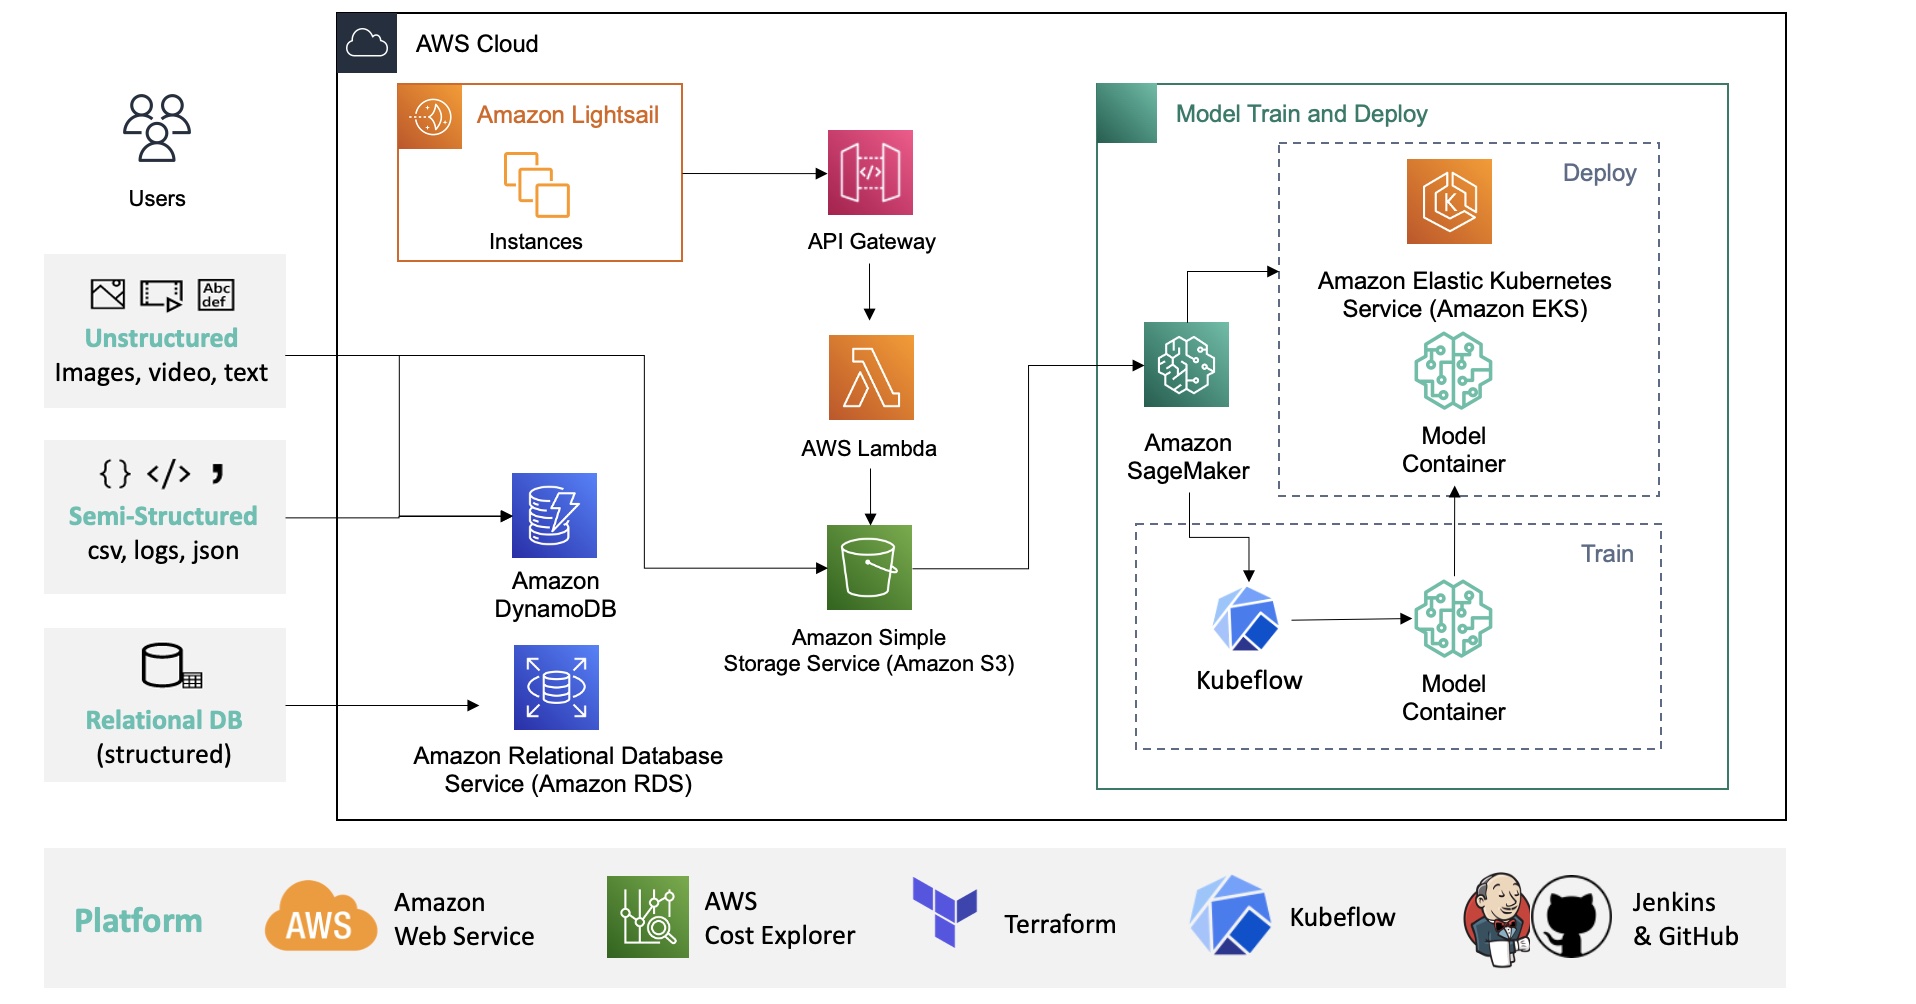 AWS Cloud
Users
Amazon Lightsail
Instances
API Gateway
AWS Lambda
Abc
def
Unstructured
Images, video, text
{ } </> ,
Semi-Structured
csv, logs, json
Relational DB
(structured)
Amazon
DynamoDB
Amazon Relational Database
Service (Amazon RDS)
Amazon Simple
Storage Service (Amazon S3)
Model Train and Deploy
Deploy
K
Amazon Elastic Kubernetes
Service (Amazon EKS)
Model
Container
Amazon
SageMaker
Train
Kubeflow
Model
Container
Platform
AWS
Amazon
Web Service
AWS
Cost Explorer
Terraform
Kubeflow
Jenkins
& GitHub